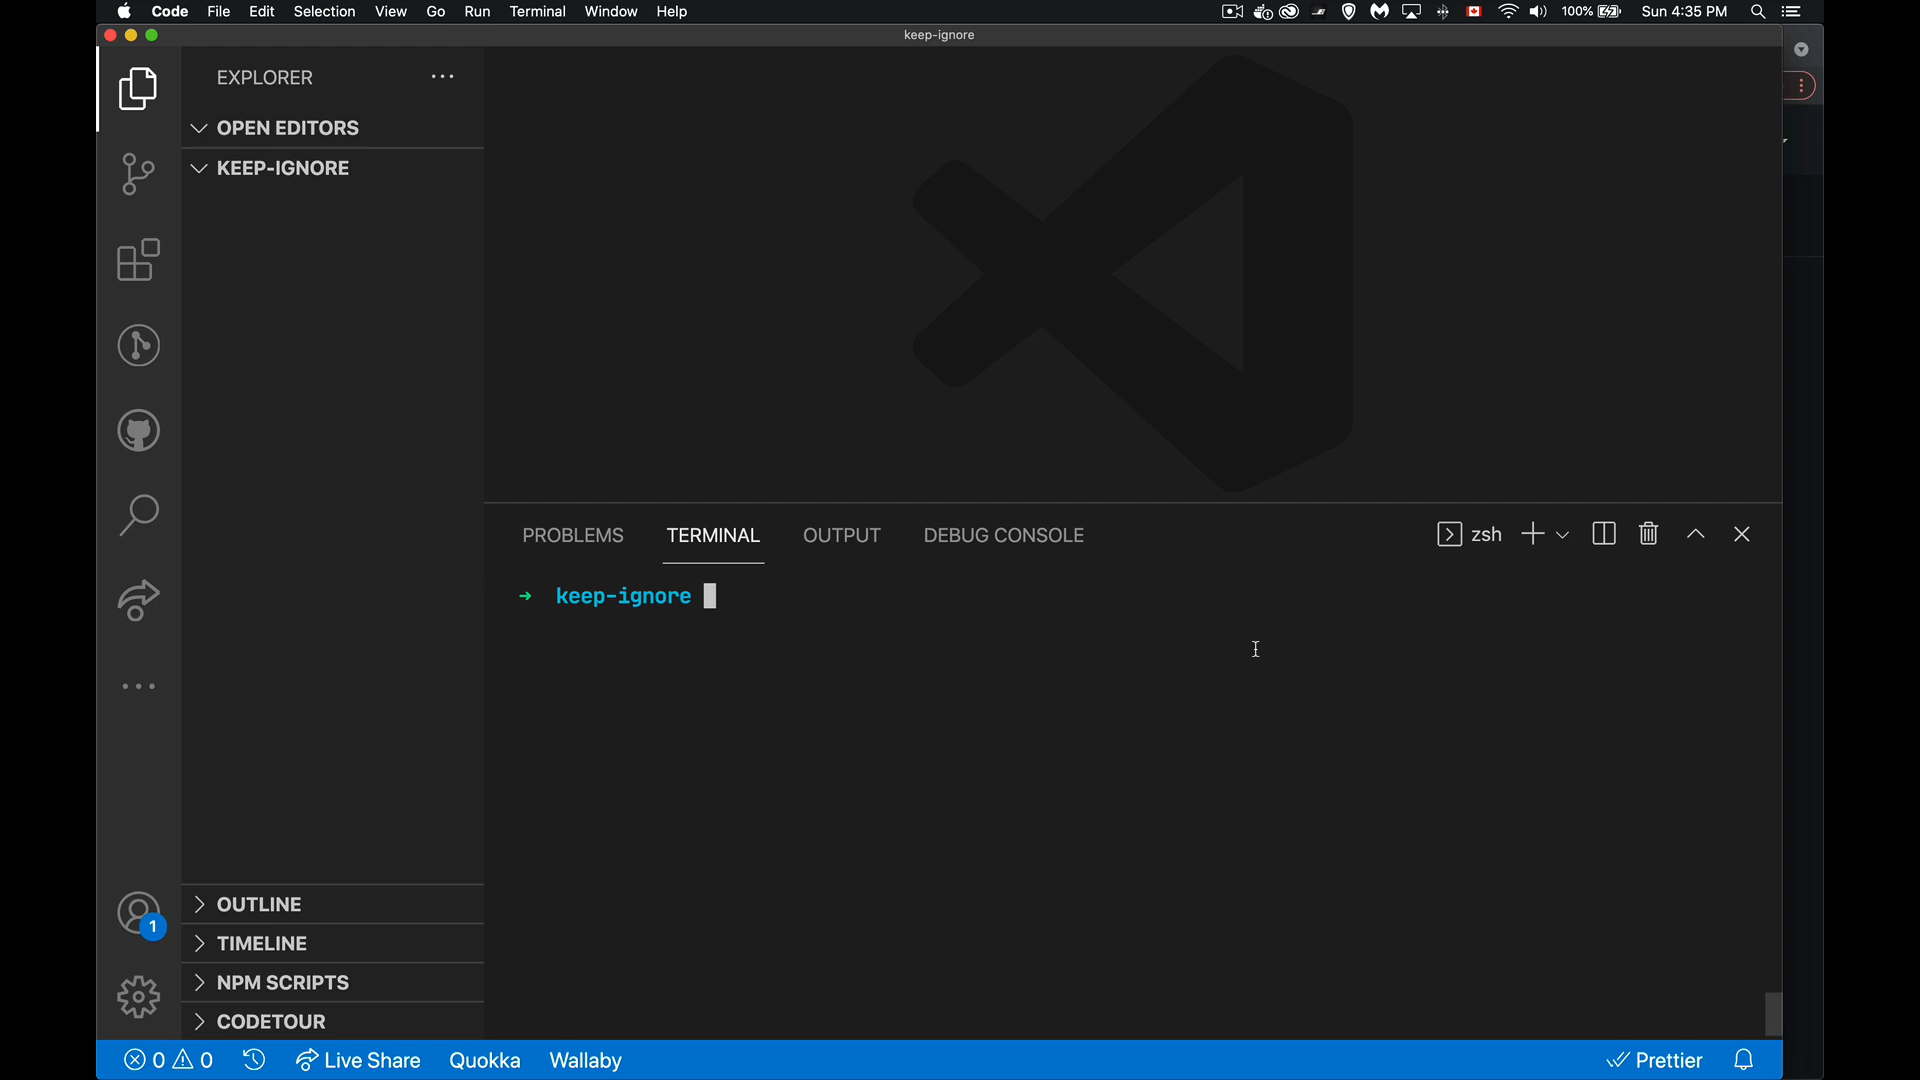 Code File Edit Selection View Go Run Terminal Window Help 100% Sun 4:35 PM
keep-ignore
EXPLORER
OPEN EDITORS
KEEP-IGNORE
PROBLEMS TERMINAL OUTPUT DEBUG CONSOLE zsh
→ keep-ignore
OUTLINE
1
TIMELINE
NPM SCRIPTS
CODETOUR
0 0 Live Share Quokka Wallaby Prettier